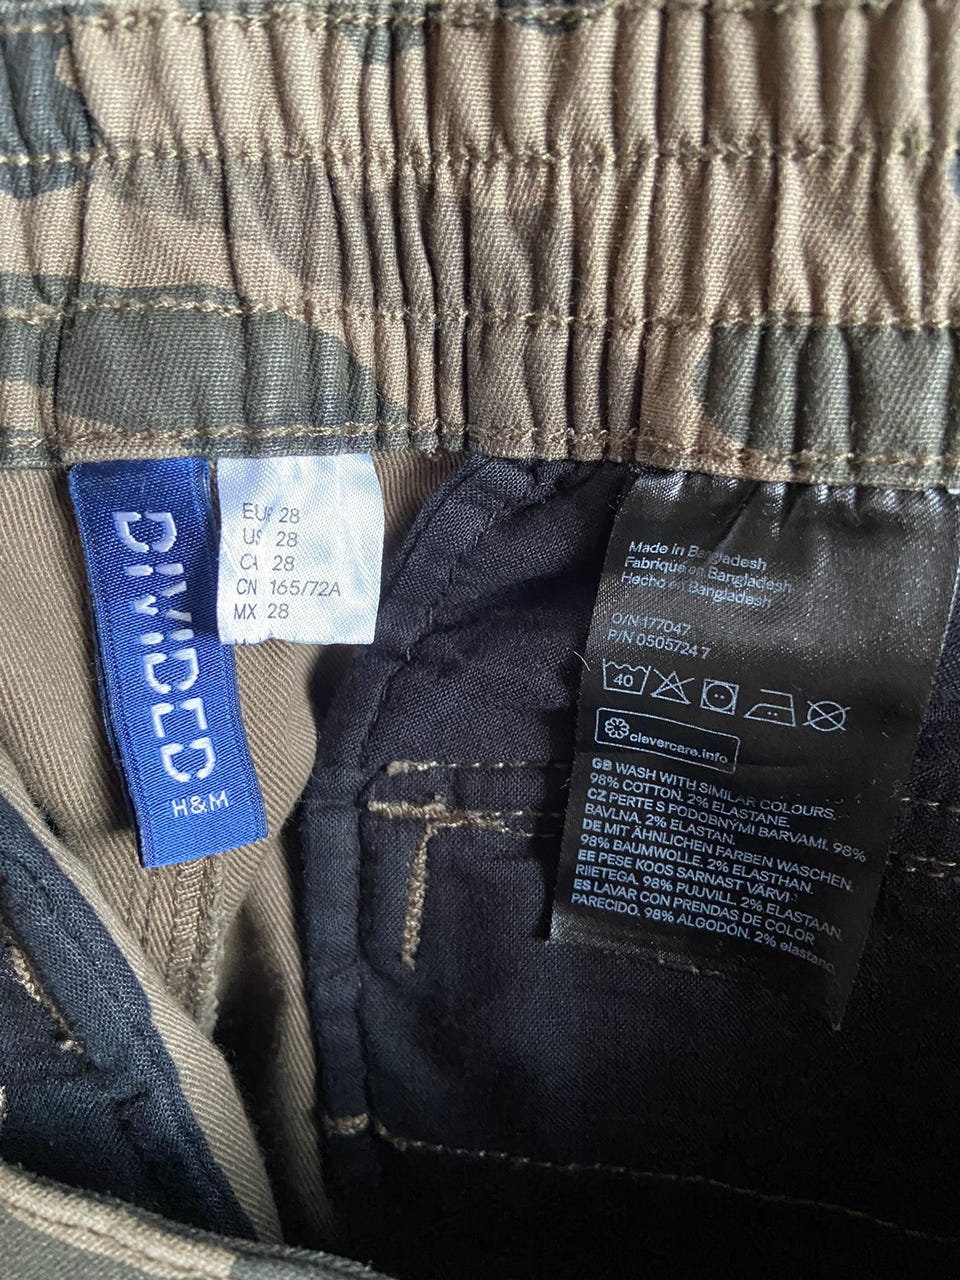 DIVIDED
H&M
EUR 28
US 28
CA 28
CN 165/72A
MX 28
Made in Bangladesh
Fabriqué en Bangladesh
Hecho en Bangladesh
O/N 177047
P/N 0505724 7
40
clevercare.info
GB WASH WITH SIMILAR COLOURS.
98% COTTON. 2% ELASTANE.
CZ PERTE S PODOBNÝMI BARVAMI. 98%
BAVLNA. 2% ELASTAN.
DE MIT ÄHNLICHEN FARBEN WASCHEN.
98% BAUMWOLLE. 2% ELASTHAN.
EE PESE KOOS SARNAST VÄRVI-
RIIETEGA. 98% PUUVILL. 2% ELASTAAN.
ES LAVAR CON PRENDAS DE COLOR
PARECIDO. 98% ALGODÓN. 2% elastano